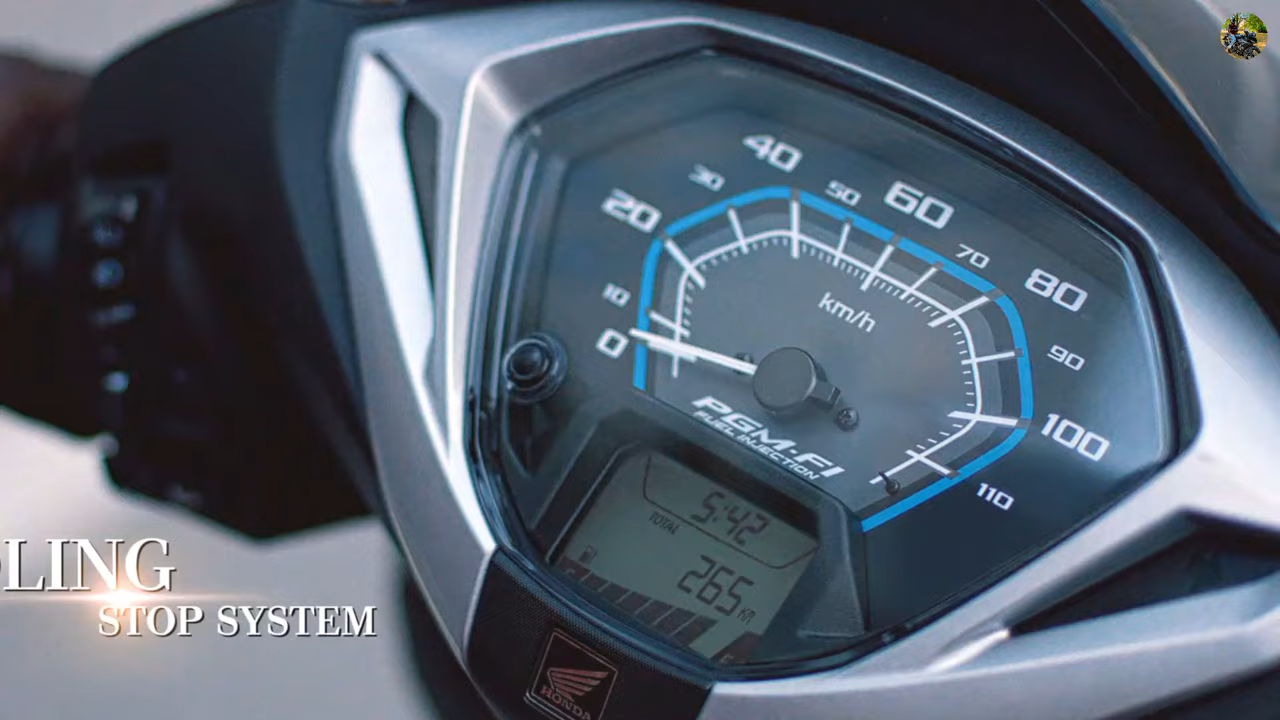 40
30
50
60
20
70
80
10
km/h
0
90
PGM-FI
FUEL INJECTION
100
110
5:42
TOTAL
265 KM
LING
STOP SYSTEM
HONDA